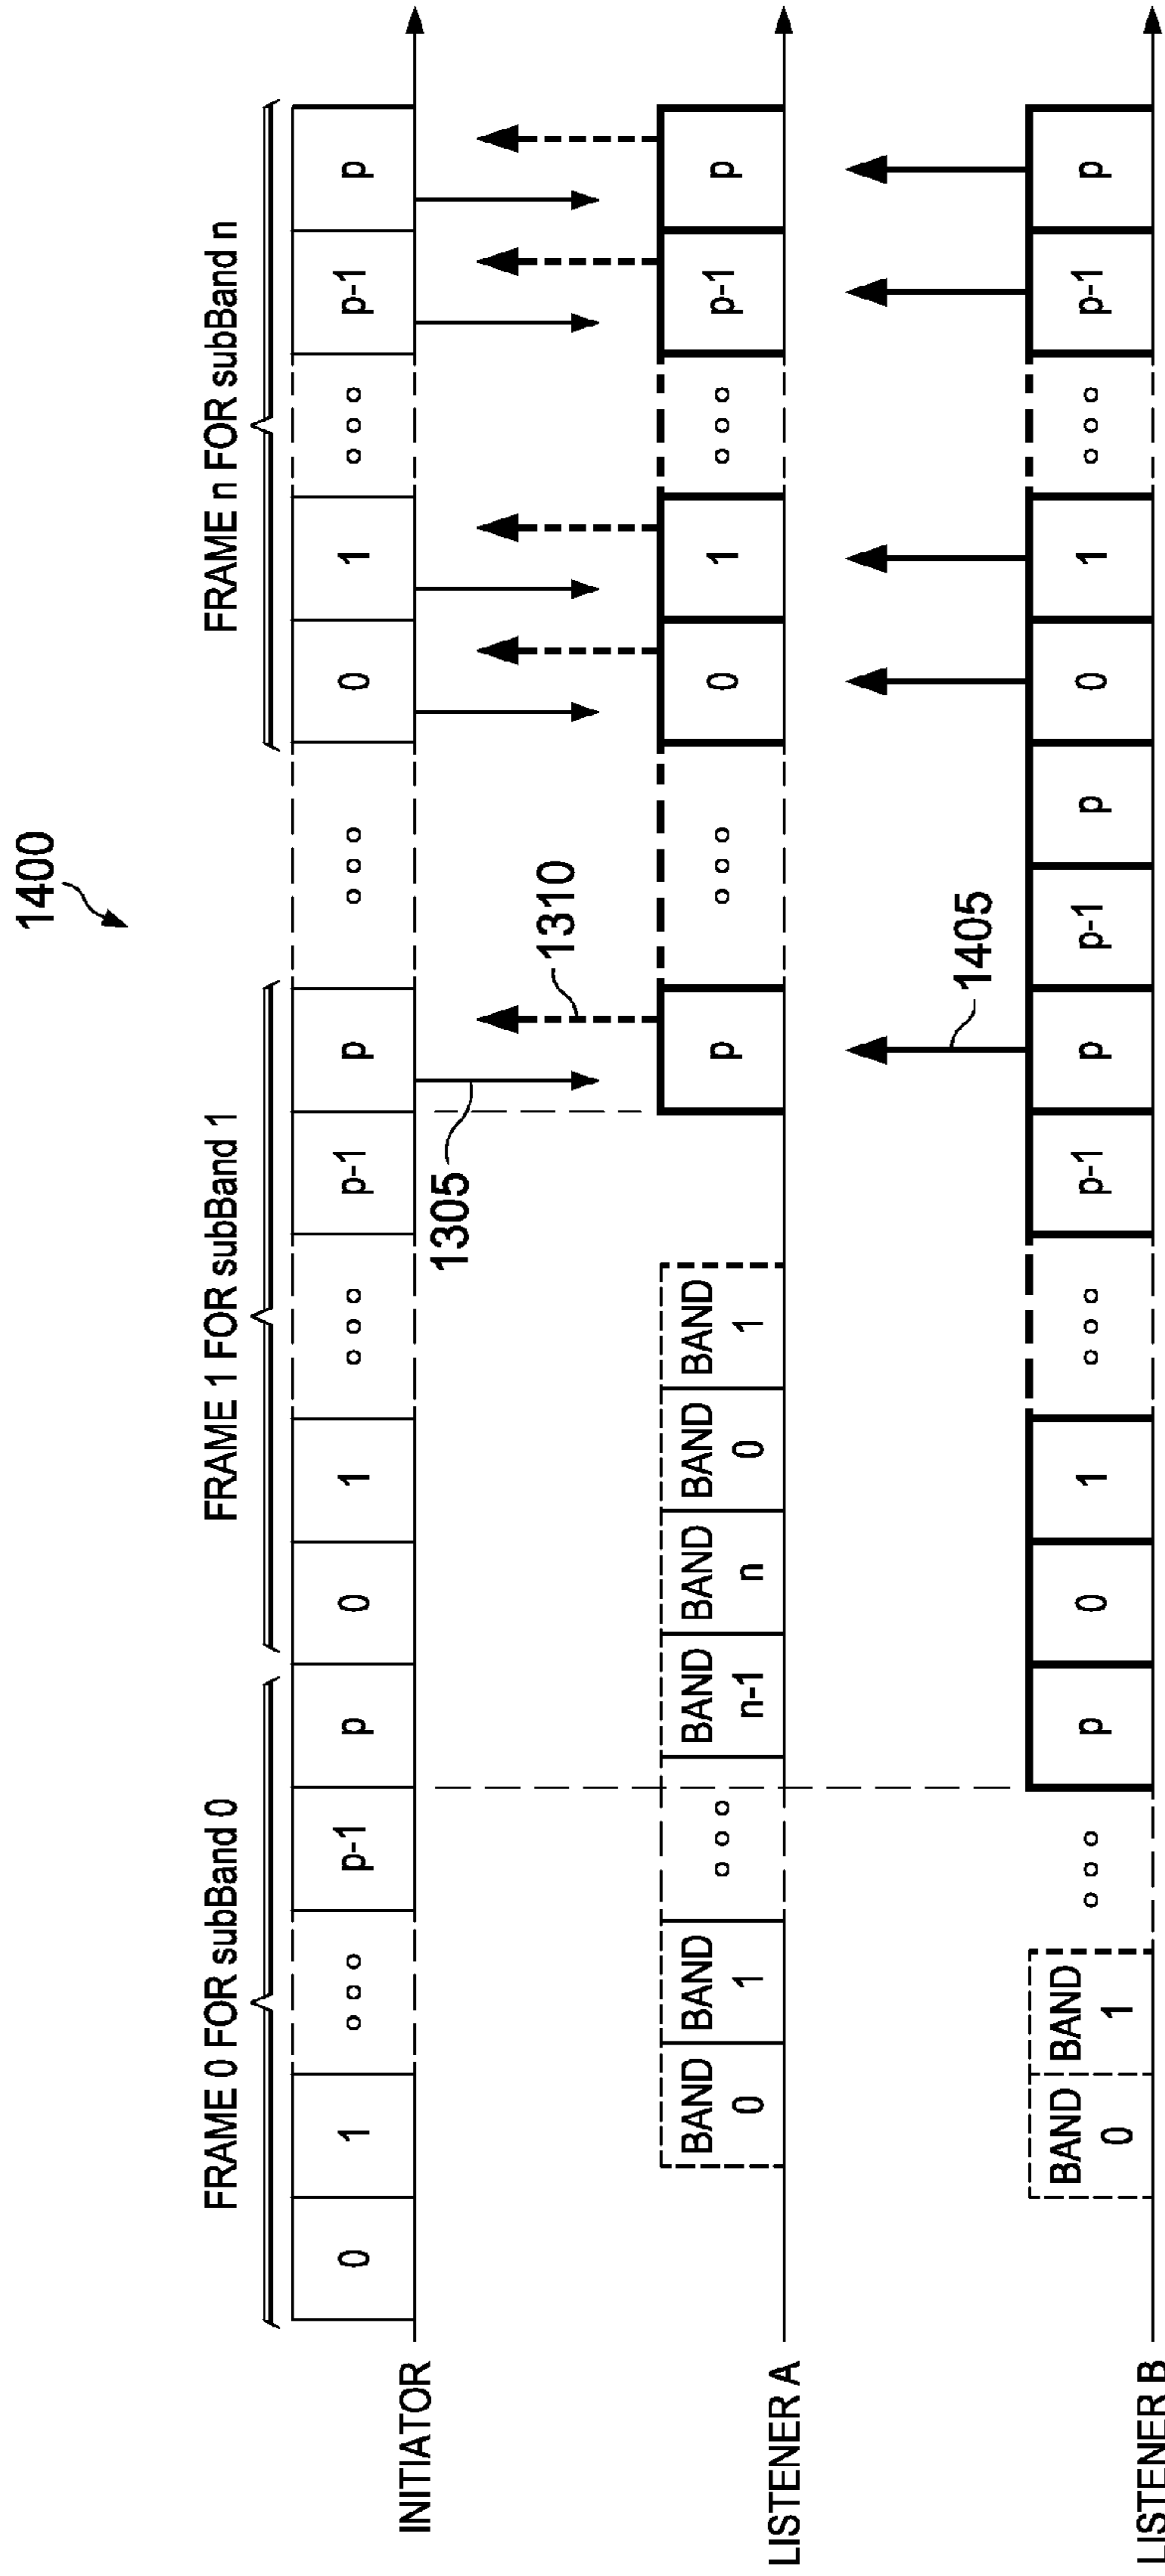 1400
FRAME 0 FOR subBand 0
FRAME 1 FOR subBand 1
FRAME n FOR subBand n
INITIATOR
0 1 ooo p-1 p 0 1 ooo p-1 p ooo 0 1 ooo p-1 p
1305
1310
LISTENER A
BAND 0
BAND 1
ooo
BAND n-1
BAND n
BAND 0
BAND 1
p ooo 0 1 ooo p-1 p
1405
LISTENER B
BAND 0
BAND 1
ooo
p 0 1 ooo p-1 p p-1 p 0 1 ooo p-1 p